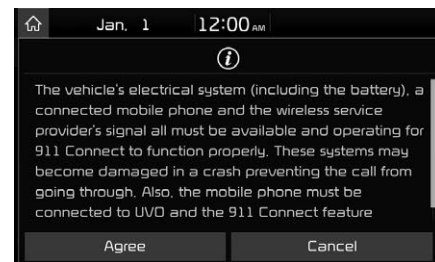 Jan. 1 12:00 AM
i
The vehicle's electrical system (including the battery), a
connected mobile phone and the wireless service
provider's signal all must be available and operating for
911 Connect to function properly. These systems may
become damaged in a crash preventing the call from
going through. Also, the mobile phone must be
connected to UVO and the 911 Connect feature
Agree Cancel